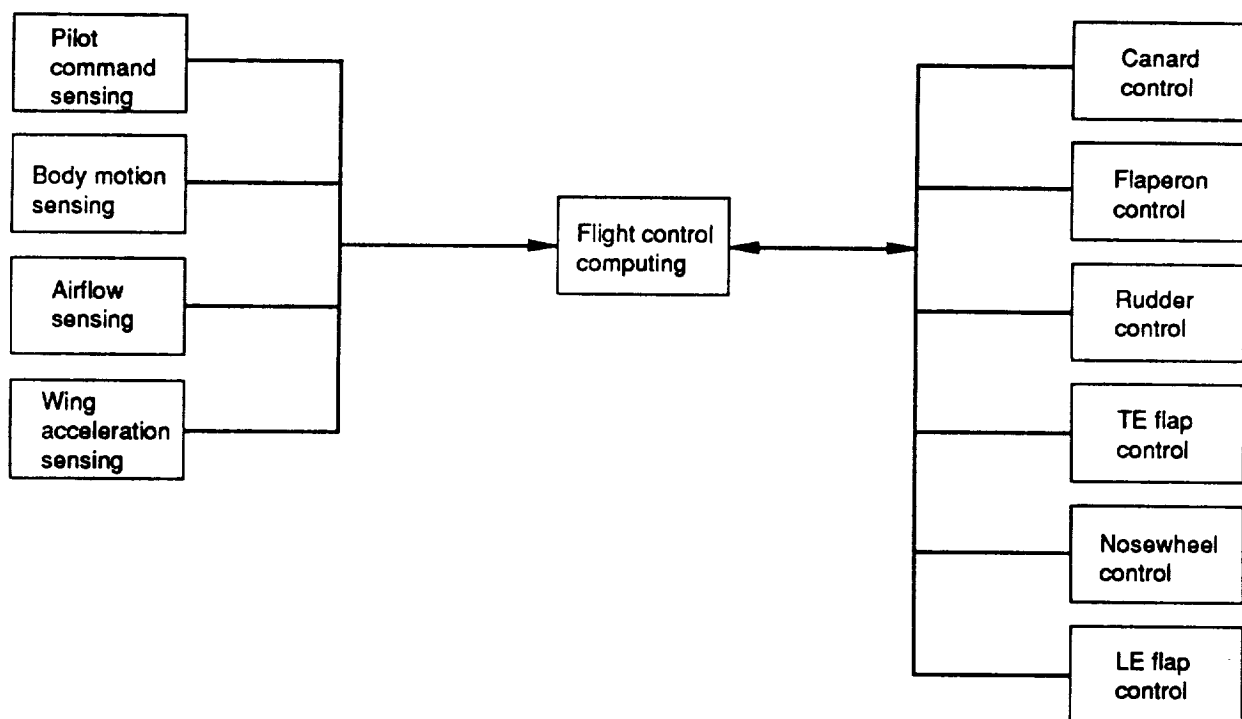 Pilot
command
sensing
Body motion
sensing
Airflow
sensing
Wing
acceleration
sensing
Flight control
computing
Canard
control
Flaperon
control
Rudder
control
TE flap
control
Nosewheel
control
LE flap
control